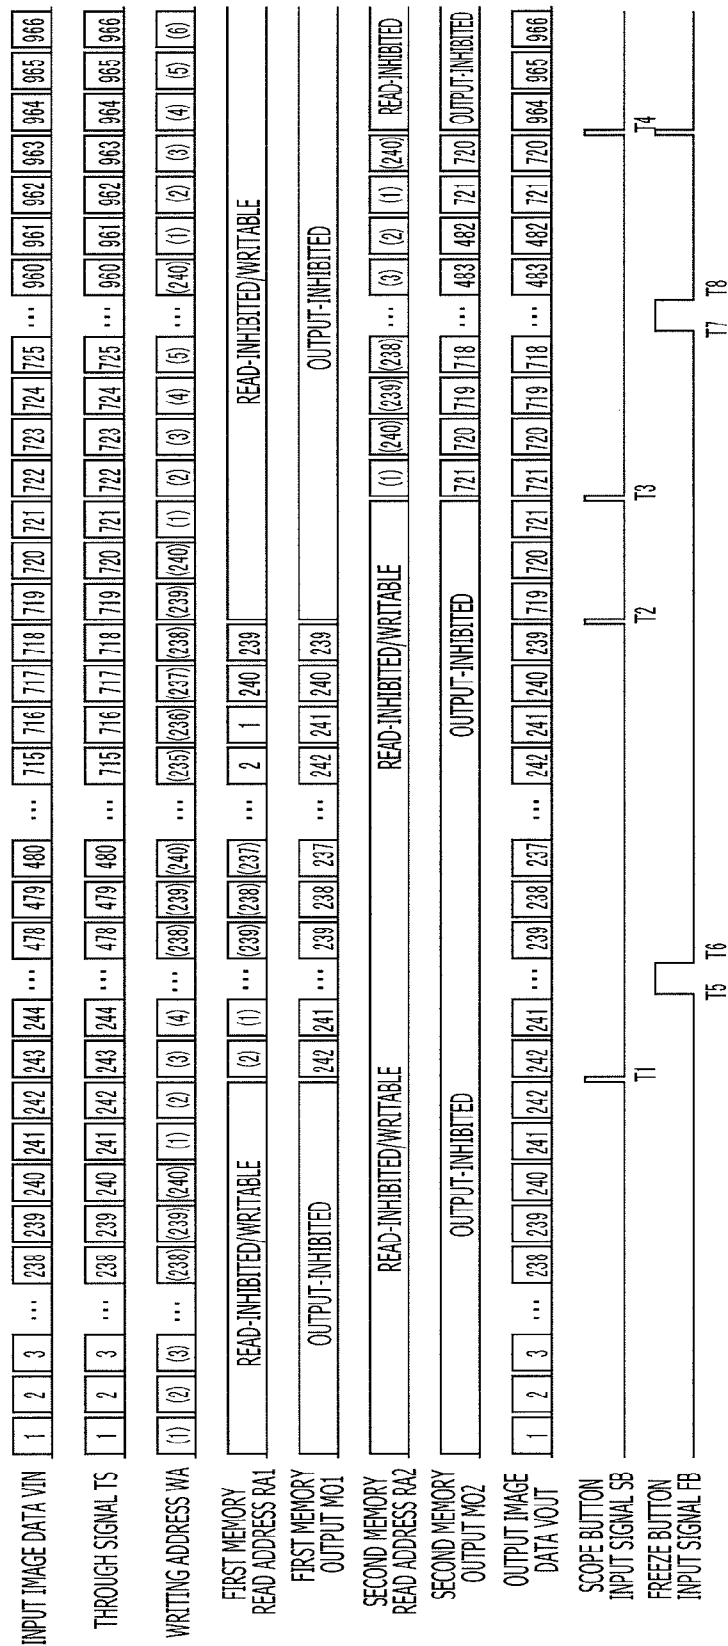 INPUT IMAGE DATA VIN 1 2 3 ... 238 239 240 241 242 243 244 ... 478 479 480 ... 715 716 717 718 719 720 721 722 723 724 725 ... 960 961 962 963 964 965 966
THROUGH SIGNAL TS 1 2 3 ... 238 239 240 241 242 243 244 ... 478 479 480 ... 715 716 717 718 719 720 721 722 723 724 725 ... 960 961 962 963 964 965 966
WRITING ADDRESS WA (1) (2) (3) ... (238) (239) (240) (1) (2) (3) (4) ... (238) (239) (240) ... (235) (236) (237) (238) (239) (240) (1) (2) (3) (4) (5) ... (240) (1) (2) (3) (4) (5) (6)
FIRST MEMORY
READ ADDRESS RA1 READ-INHIBITED/WRITABLE (2) (1) ... (239) (238) (237) ... 2 1 240 239 READ-INHIBITED/WRITABLE
FIRST MEMORY
OUTPUT MO1 OUTPUT-INHIBITED 242 241 ... 239 238 237 ... 242 241 240 239 OUTPUT-INHIBITED
SECOND MEMORY
READ ADDRESS RA2 READ-INHIBITED/WRITABLE READ-INHIBITED/WRITABLE (1) (240) (239) (238) ... (3) (2) (1) (240) READ-INHIBITED
SECOND MEMORY
OUTPUT MO2 OUTPUT-INHIBITED OUTPUT-INHIBITED 721 720 719 718 ... 483 482 721 720 OUTPUT-INHIBITED
OUTPUT IMAGE
DATA VOUT 1 2 3 ... 238 239 240 241 242 242 241 ... 239 238 237 ... 242 241 240 239 719 720 721 721 720 719 718 ... 483 482 721 720 964 965 966
SCOPE BUTTON
INPUT SIGNAL SB T1 T2 T3 T4
FREEZE BUTTON
INPUT SIGNAL FB T5 T6 T7 T8